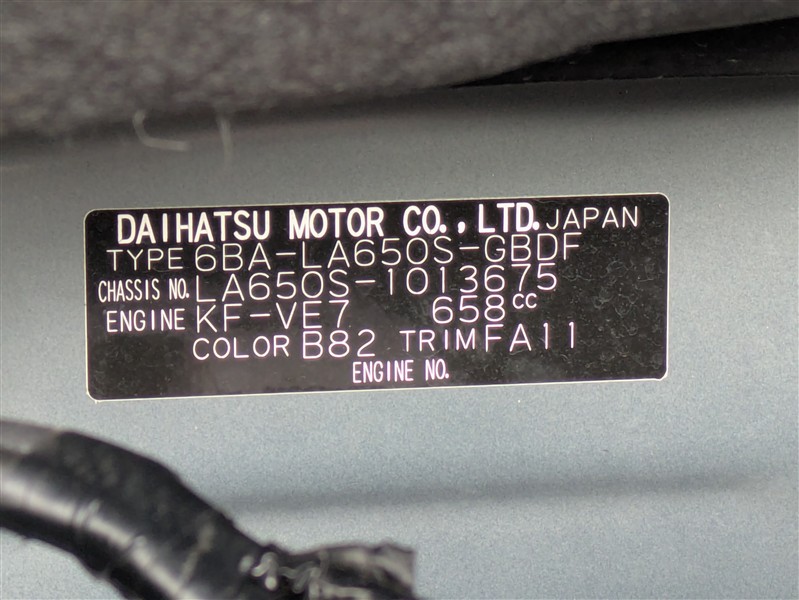 DAIHATSU MOTOR CO., LTD. JAPAN
TYPE 6BA-LA650S-GBDF
CHASSIS NO. LA650S-1013675
ENGINE KF-VE7 658cc
COLOR B82 TRIM FA11
ENGINE NO.